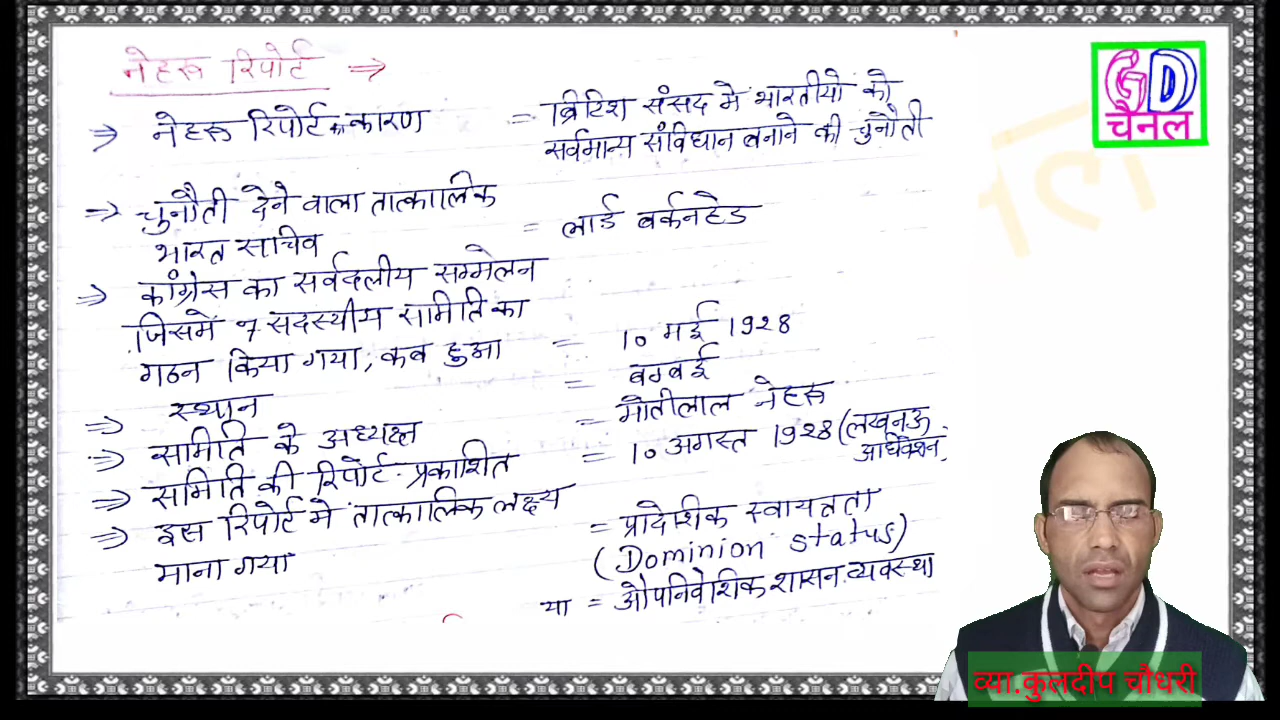 नेहरू रिपोर्ट ⇒
⇒ नेहरू रिपोर्ट का कारण = ब्रिटिश संसद मे भारतीयो को
सर्वमान्य संविधान बनाने की चुनौती
⇒ चुनौती देने वाला तात्कालिक
भारत सचिव = लार्ड बर्कनहेड
⇒ कांग्रेस का सर्वदलीय सम्मेलन
जिसमें 7 सदस्यीय समिति का
गठन किया गया, कब हुआ = 10 मई 1928
⇒ स्थान = बम्बई
⇒ समिति के अध्यक्ष = मोतीलाल नेहरू
⇒ समिति की रिपोर्ट प्रकाशित = 10 अगस्त 1928 (लखनऊ
अधिवेशन.
⇒ इस रिपोर्ट मे तात्कालिक लक्ष्य
माना गया = प्रादेशिक स्वायत्तता
(Dominion status)
या = औपनिवेशिक शासन व्यवस्था
GD
चैनल
व्या.कुलदीप चौधरी